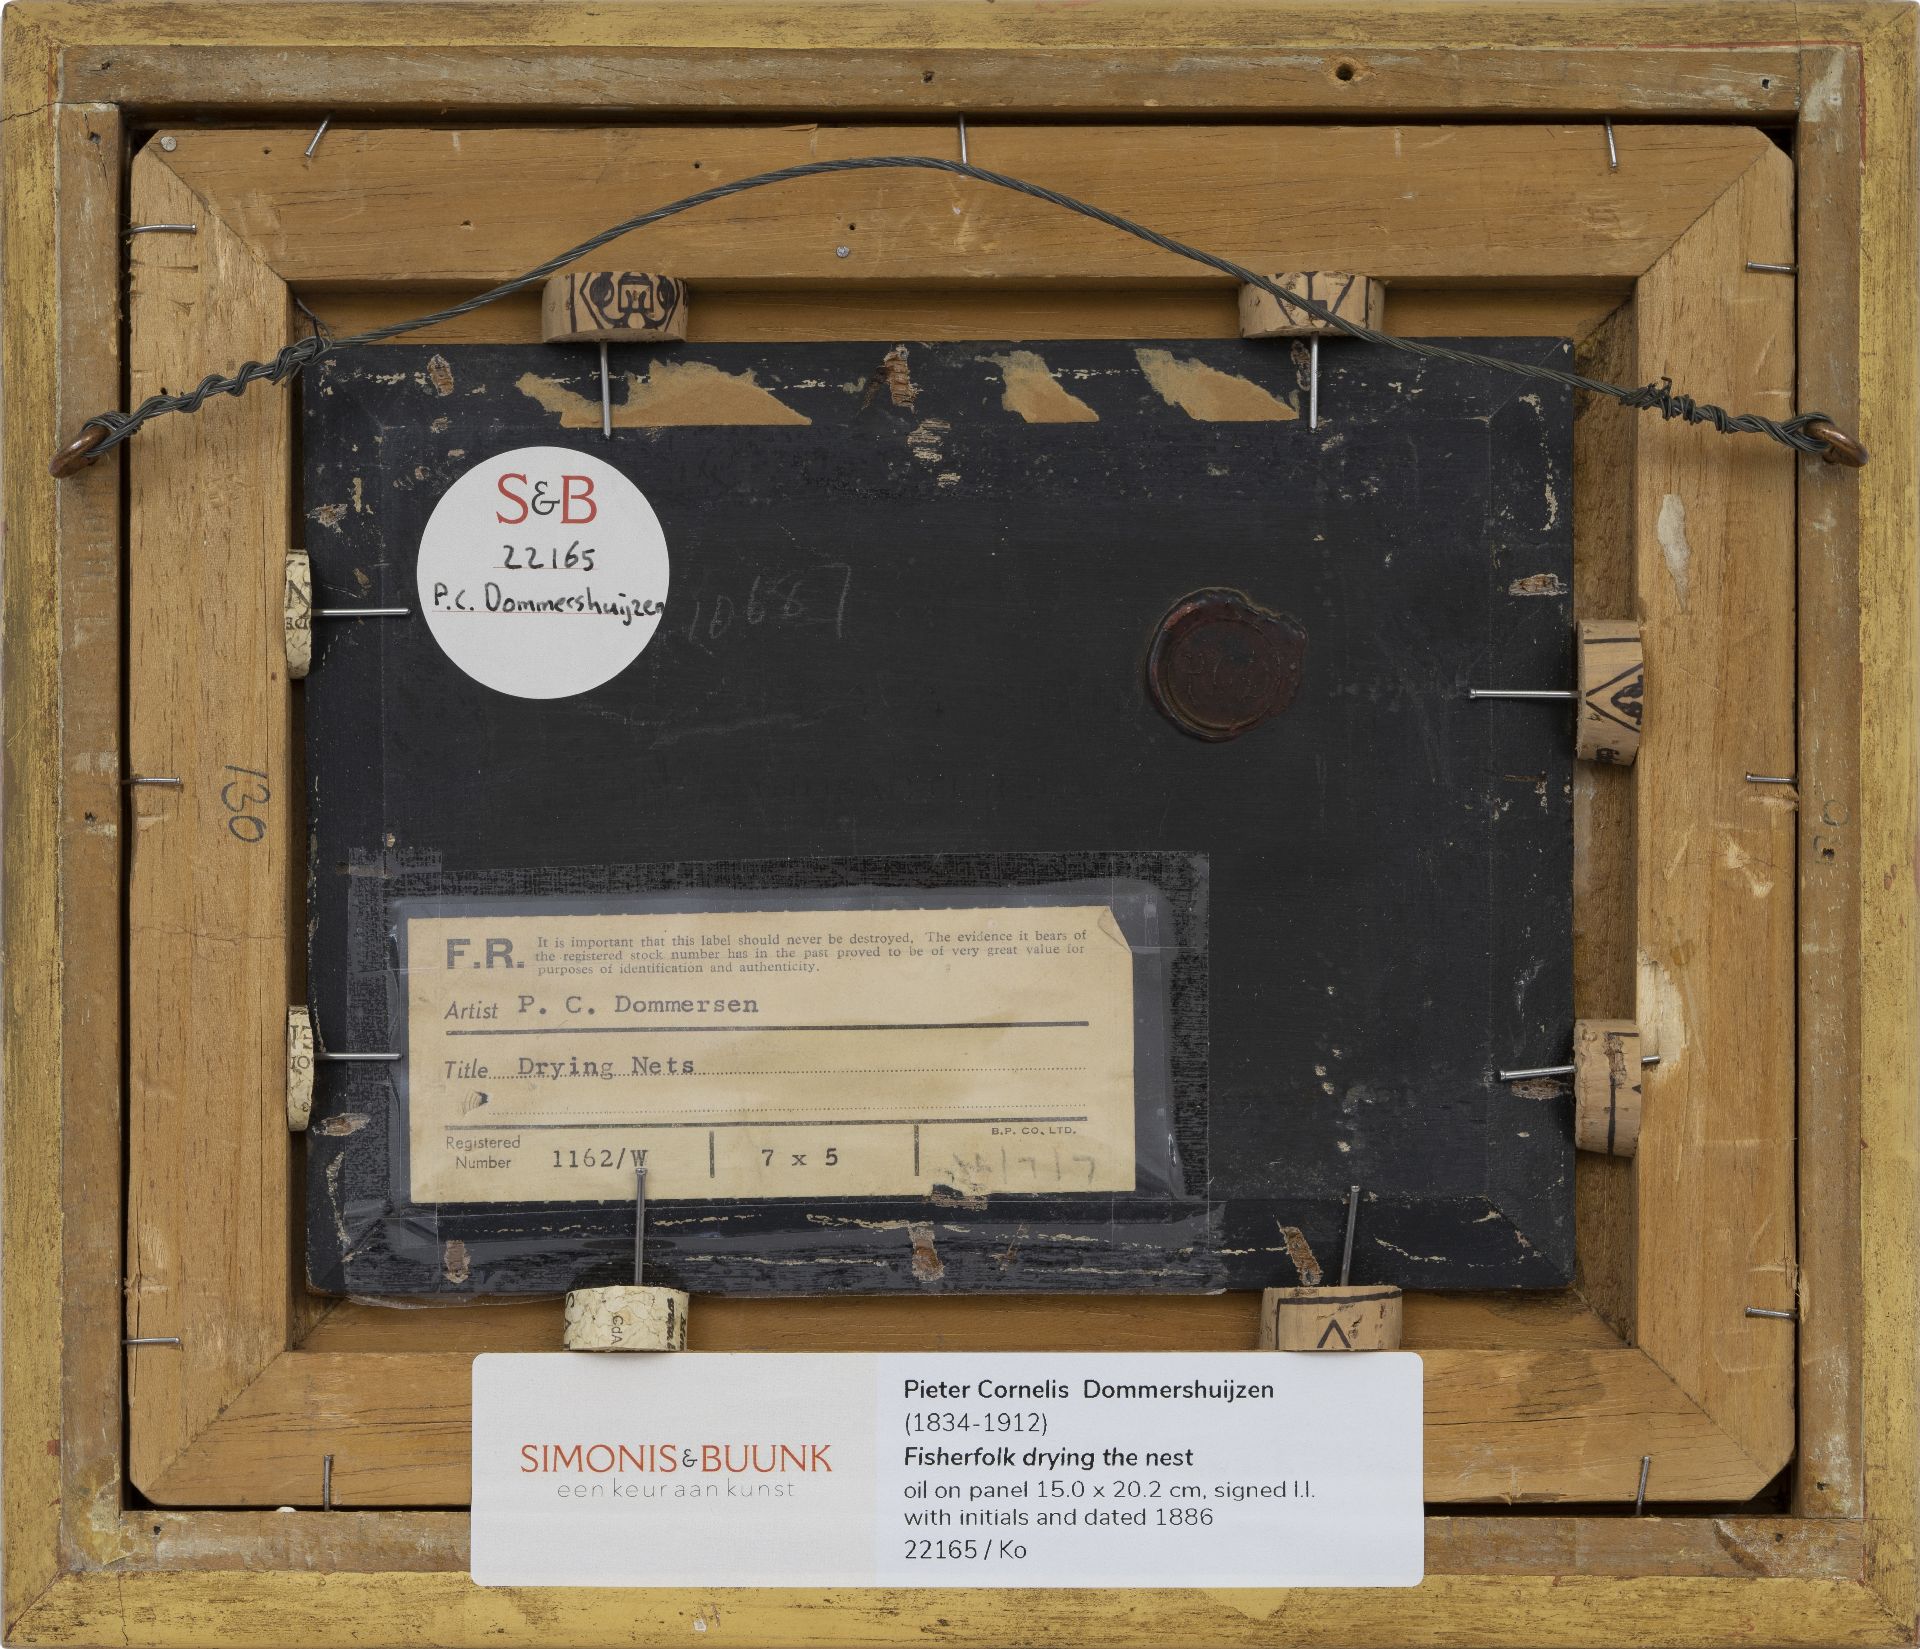 S&B
22165
P.C. Dommershuijzen
10687
130
F.R.
It is important that this label should never be destroyed. The evidence it bears of
the registered stock number has in the past proved to be of very great value for
purposes of identification and authenticity.
Artist P. C. Dommersen
Title Drying Nets
B.P. CO. LTD.
Registered
Number 1162/W 7 x 5
CdA
SIMONIS&BUUNK
een keur aan kunst
Pieter Cornelis Dommershuijzen
(1834-1912)
Fisherfolk drying the nest
oil on panel 15.0 x 20.2 cm, signed l.l.
with initials and dated 1886
22165 / Ko